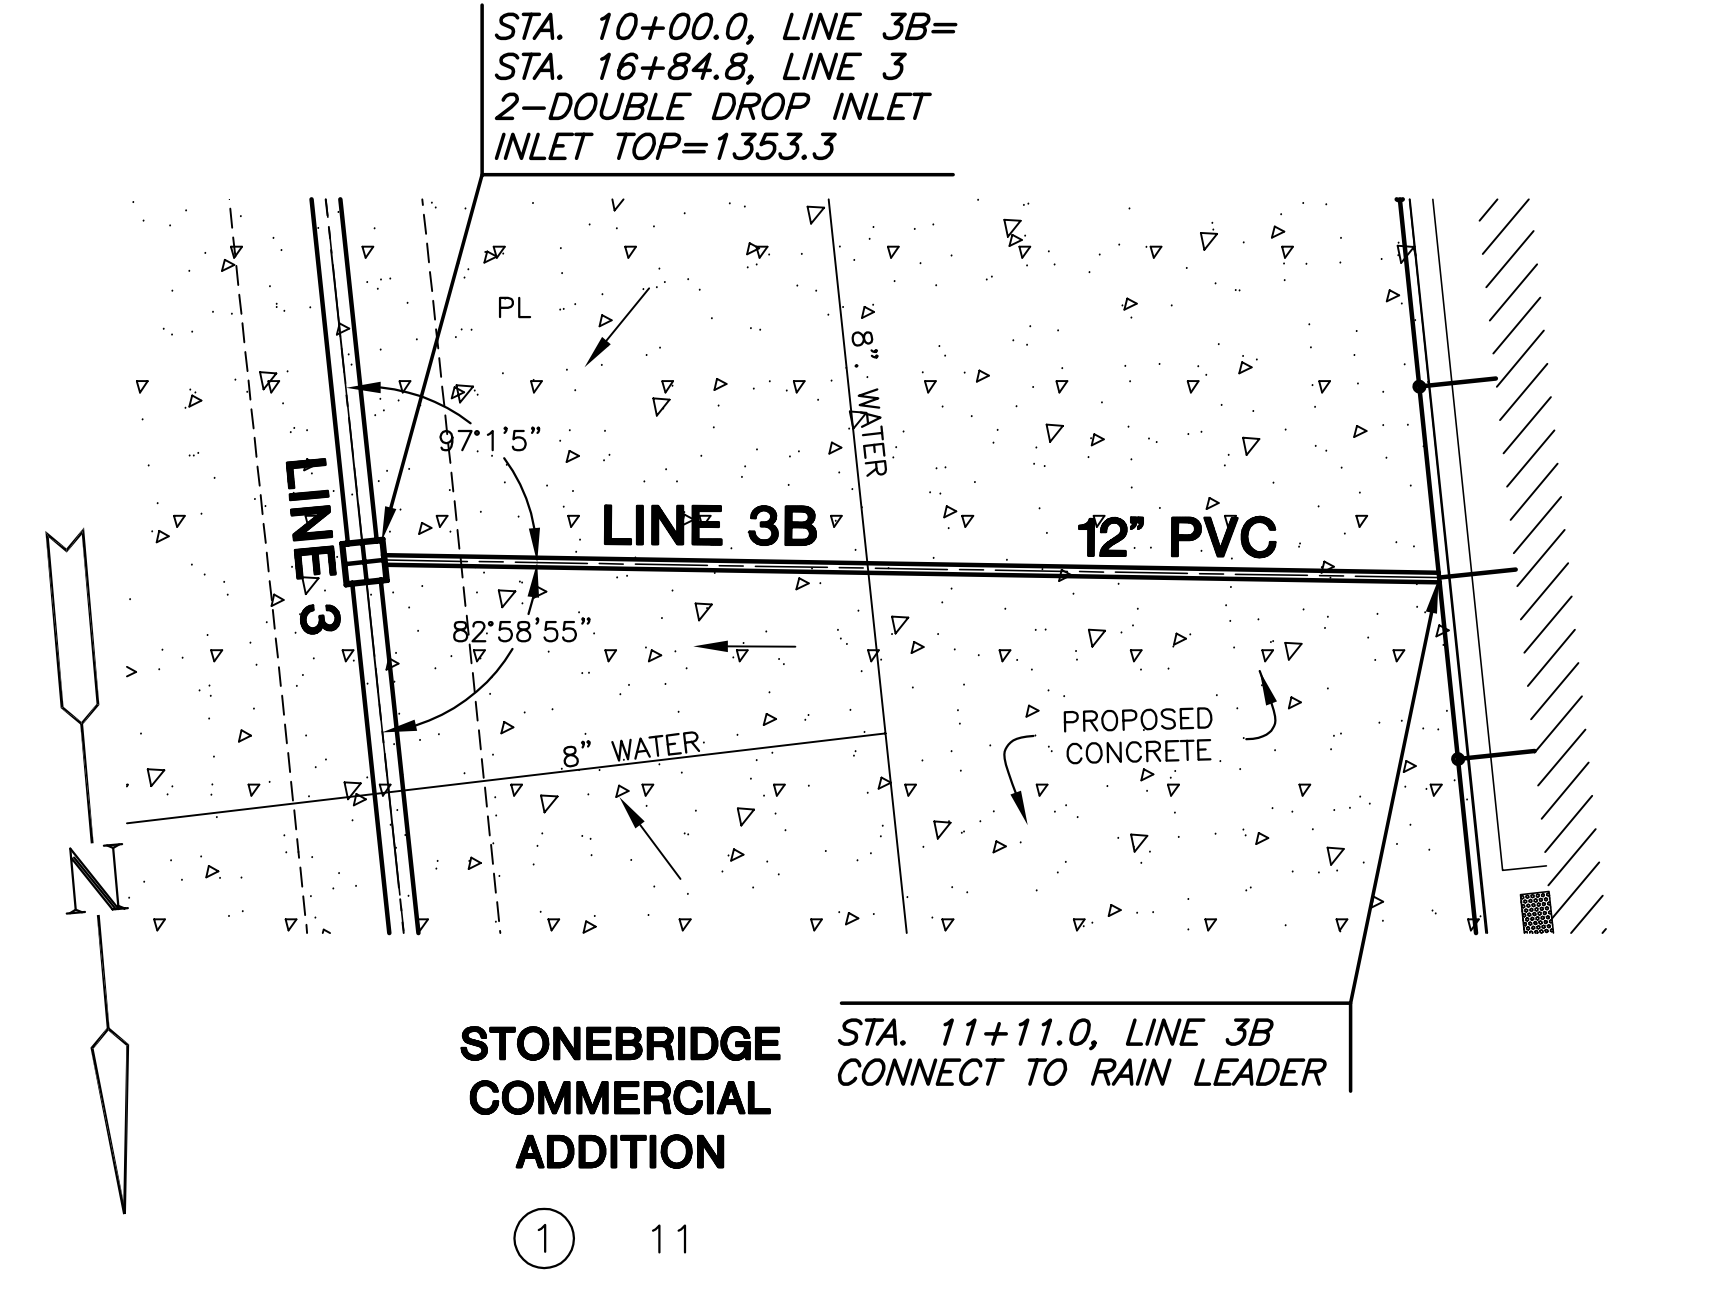 STA. 10+00.0, LINE 3B=
STA. 16+84.8, LINE 3
2-DOUBLE DROP INLET
INLET TOP=1353.3
PL
8". WATER
97°1'5"
LINE 3
LINE 3B
12" PVC
82°58'55"
8" WATER
PROPOSED
CONCRETE
N
STA. 11+11.0, LINE 3B
CONNECT TO RAIN LEADER
STONEBRIDGE
COMMERCIAL
ADDITION
1 11